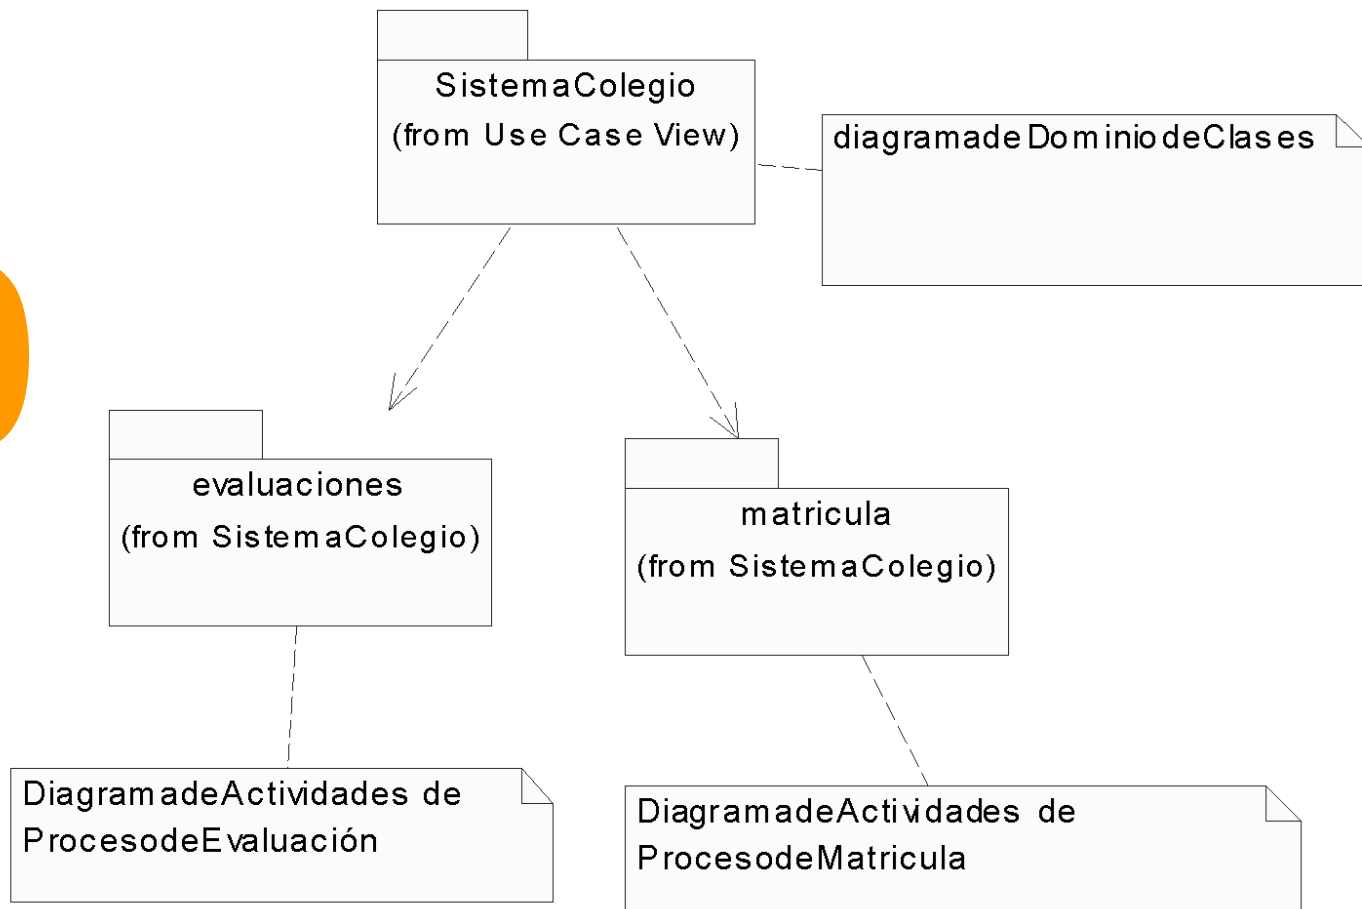 SistemaColegio
(from Use Case View)
diagramadeDominiodeClases
evaluaciones
(from SistemaColegio)
matricula
(from SistemaColegio)
DiagramadeActividades de
ProcesodeEvaluación
DiagramadeActividades de
ProcesodeMatricula